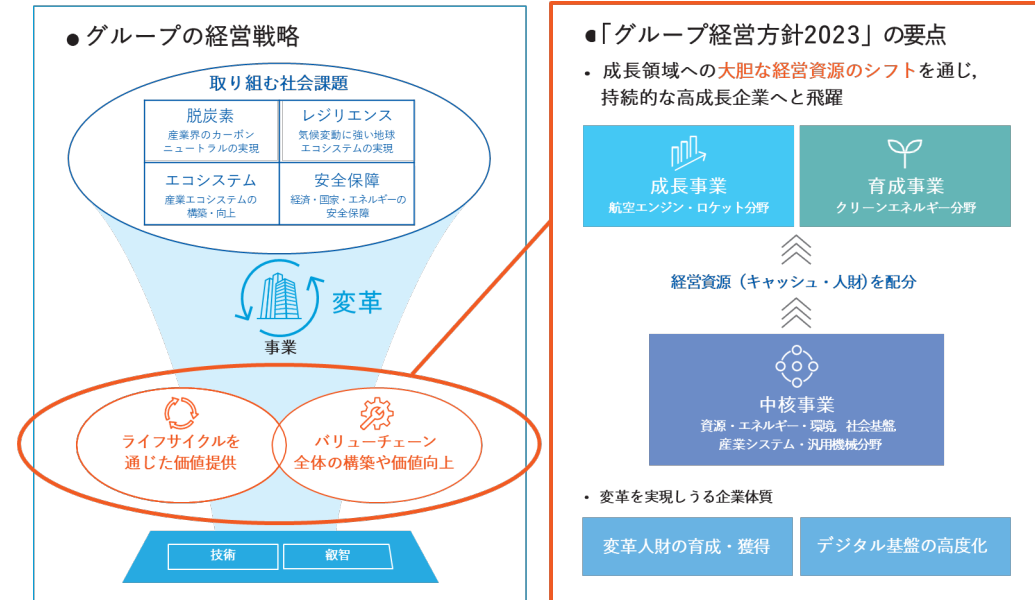 ●グループの経営戦略
取り組む社会課題
脱炭素
産業界のカーボン
ニュートラルの実現
レジリエンス
気候変動に強い地球
エコシステムの実現
エコシステム
産業エコシステムの
構築・向上
安全保障
経済・国家・エネルギーの
安全保障
変革
事業
ライフサイクルを
通じた価値提供
バリューチェーン
全体の構築や価値向上
技術
叡智
●「グループ経営方針2023」の要点
・ 成長領域への大胆な経営資源のシフトを通じ,
持続的な高成長企業へと飛躍
成長事業
航空エンジン・ロケット分野
育成事業
クリーンエネルギー分野
経営資源（キャッシュ・人財)を配分
中核事業
資源・エネルギー・環境, 社会基盤
産業システム・汎用機械分野
・ 変革を実現しうる企業体質
変革人財の育成・獲得
デジタル基盤の高度化